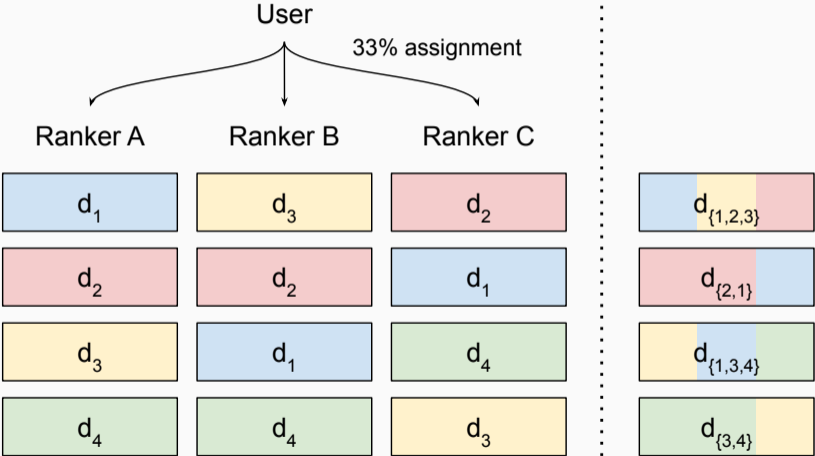 User
33% assignment
Ranker A Ranker B Ranker C
d1 d3 d2 d{1,2,3}
d2 d2 d1 d{2,1}
d3 d1 d4 d{1,3,4}
d4 d4 d3 d{3,4}